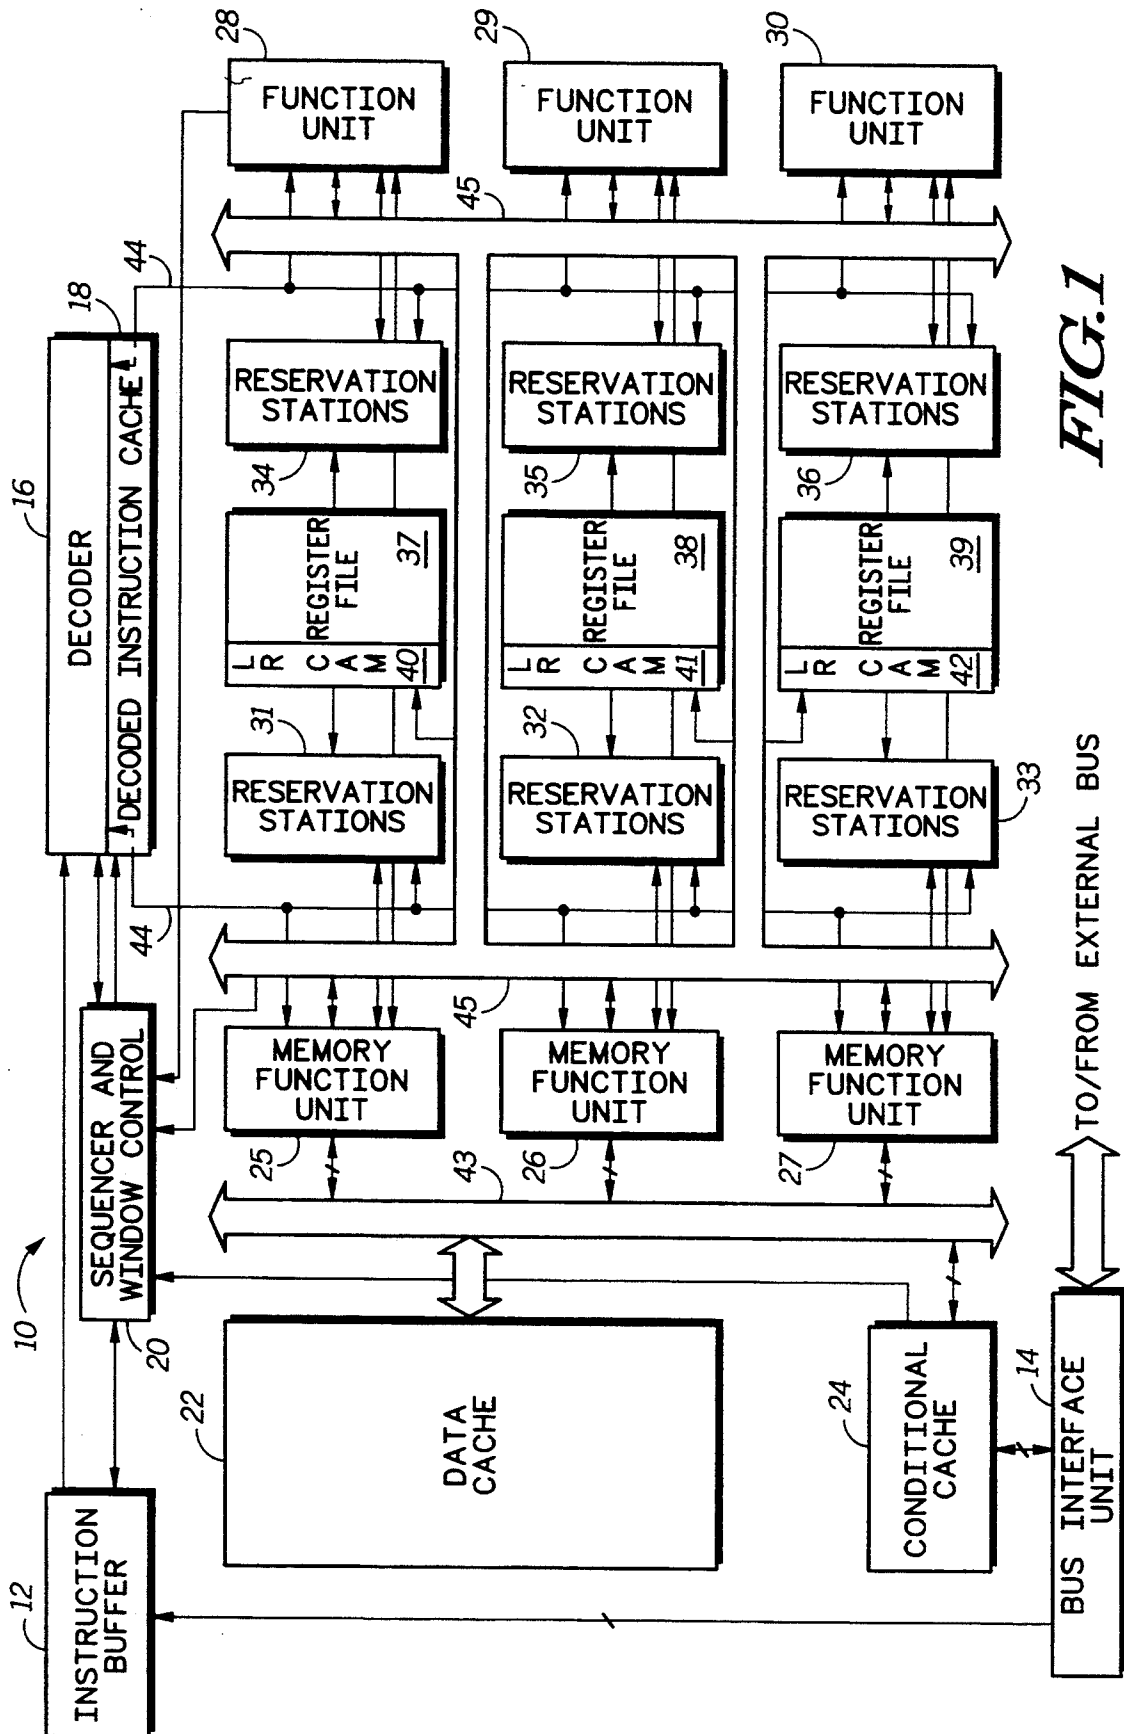 10
12
INSTRUCTION
BUFFER
20
SEQUENCER AND
WINDOW CONTROL
16
DECODER
18
DECODED INSTRUCTION CACHE
44
44
22
DATA
CACHE
43
25
MEMORY
FUNCTION
UNIT
45
31
RESERVATION
STATIONS
LR CAM
40
REGISTER
FILE
37
34
RESERVATION
STATIONS
45
28
FUNCTION
UNIT
26
MEMORY
FUNCTION
UNIT
32
RESERVATION
STATIONS
LR CAM
41
REGISTER
FILE
38
35
RESERVATION
STATIONS
29
FUNCTION
UNIT
24
CONDITIONAL
CACHE
27
MEMORY
FUNCTION
UNIT
33
RESERVATION
STATIONS
LR CAM
42
REGISTER
FILE
39
36
RESERVATION
STATIONS
30
FUNCTION
UNIT
14
BUS INTERFACE
UNIT
TO/FROM EXTERNAL BUS
FIG.1